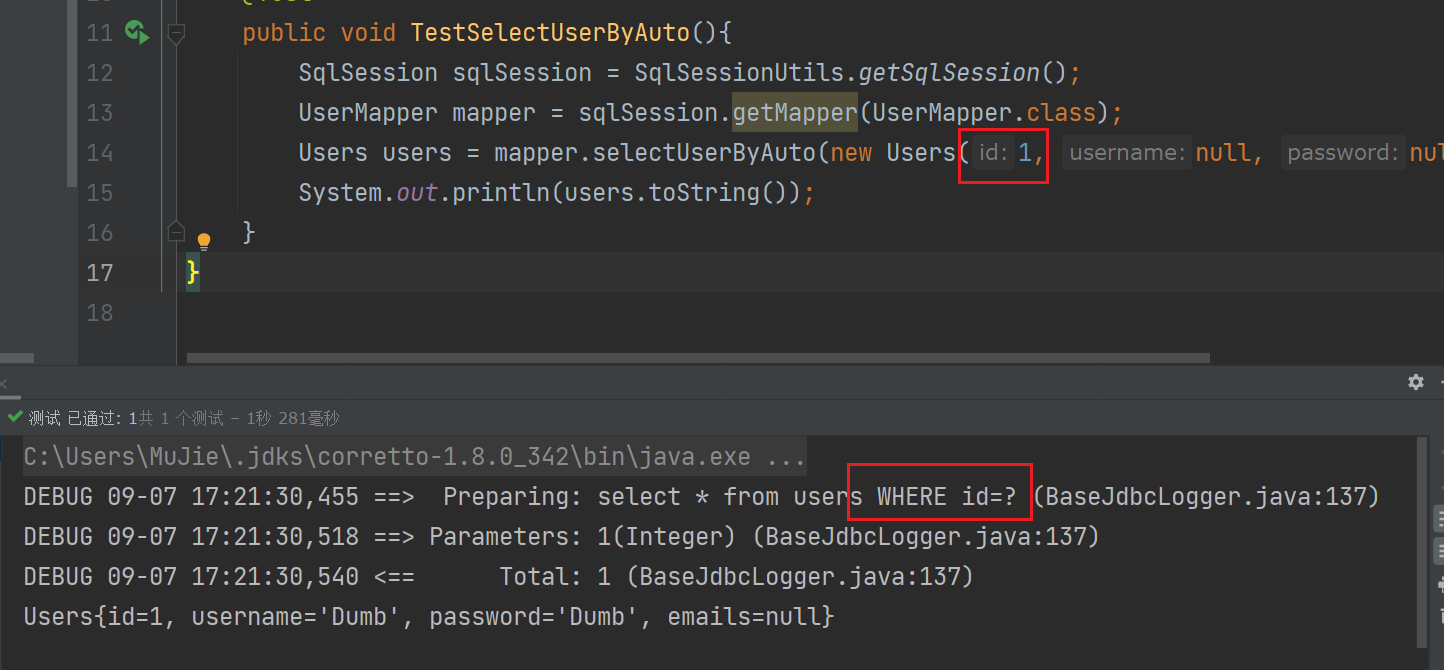 11 public void TestSelectUserByAuto(){
12 SqlSession sqlSession = SqlSessionUtils.getSqlSession();
13 UserMapper mapper = sqlSession.getMapper(UserMapper.class);
14 Users users = mapper.selectUserByAuto(new Users( id: 1, username: null, password: nul
15 System.out.println(users.toString());
16 }
17 }
18
测试 已通过: 1共 1 个测试 – 1秒 281毫秒
C:\Users\MuJie\.jdks\corretto-1.8.0_342\bin\java.exe ...
DEBUG 09-07 17:21:30,455 ==>  Preparing: select * from users WHERE id=? (BaseJdbcLogger.java:137)
DEBUG 09-07 17:21:30,518 ==> Parameters: 1(Integer) (BaseJdbcLogger.java:137)
DEBUG 09-07 17:21:30,540 <==      Total: 1 (BaseJdbcLogger.java:137)
Users{id=1, username='Dumb', password='Dumb', emails=null}